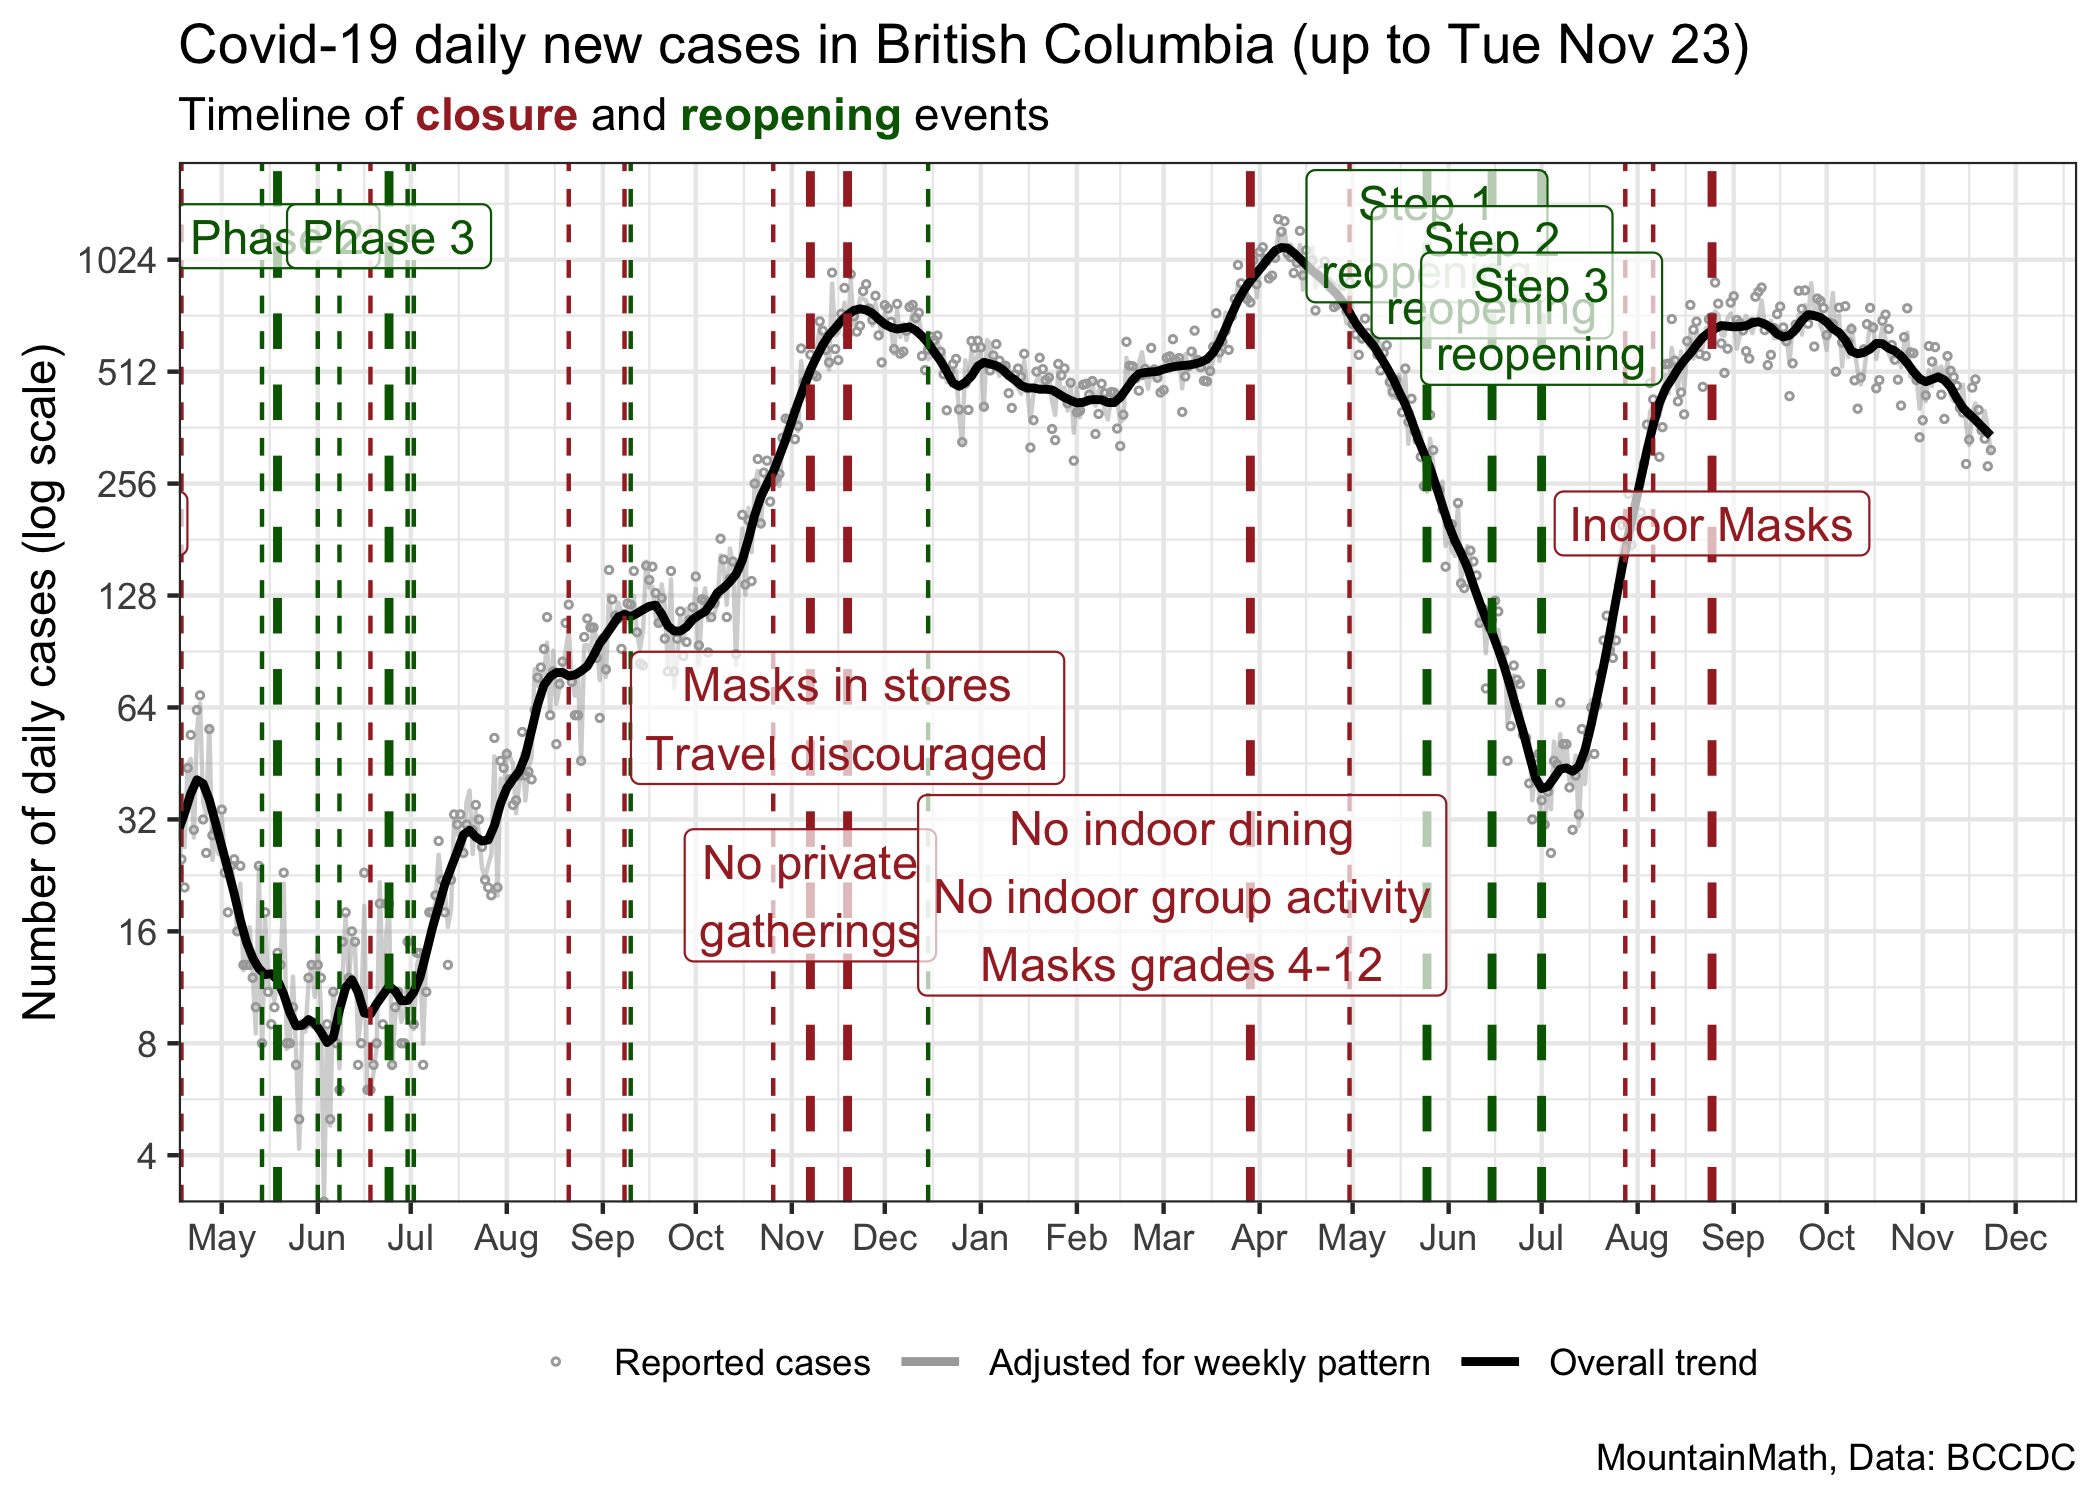 Covid-19 daily new cases in British Columbia (up to Tue Nov 23)
Timeline of closure and reopening events
Number of daily cases (log scale)
1024
512
256
128
64
32
16
8
4
Phase 2
Phase 3
Step 1
reopening
Step 2
reopening
Step 3
reopening
Indoor Masks
Masks in stores
Travel discouraged
No private
gatherings
No indoor dining
No indoor group activity
Masks grades 4-12
May Jun Jul Aug Sep Oct Nov Dec Jan Feb Mar Apr May Jun Jul Aug Sep Oct Nov Dec
Reported cases Adjusted for weekly pattern Overall trend
MountainMath, Data: BCCDC